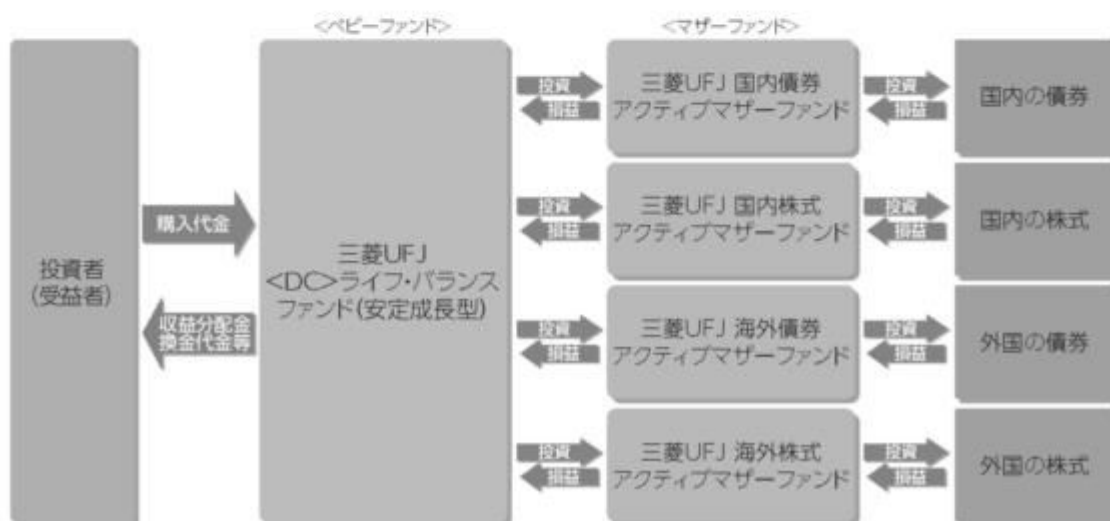 <ベビーファンド>
<マザーファンド>
投資者
(受益者)
購入代金
収益分配金
換金代金等
三菱UFJ
<DC>ライフ・バランス
ファンド(安定成長型)
投資
損益
三菱UFJ 国内債券
アクティブマザーファンド
投資
損益
国内の債券
投資
損益
三菱UFJ 国内株式
アクティブマザーファンド
投資
損益
国内の株式
投資
損益
三菱UFJ 海外債券
アクティブマザーファンド
投資
損益
外国の債券
投資
損益
三菱UFJ 海外株式
アクティブマザーファンド
投資
損益
外国の株式